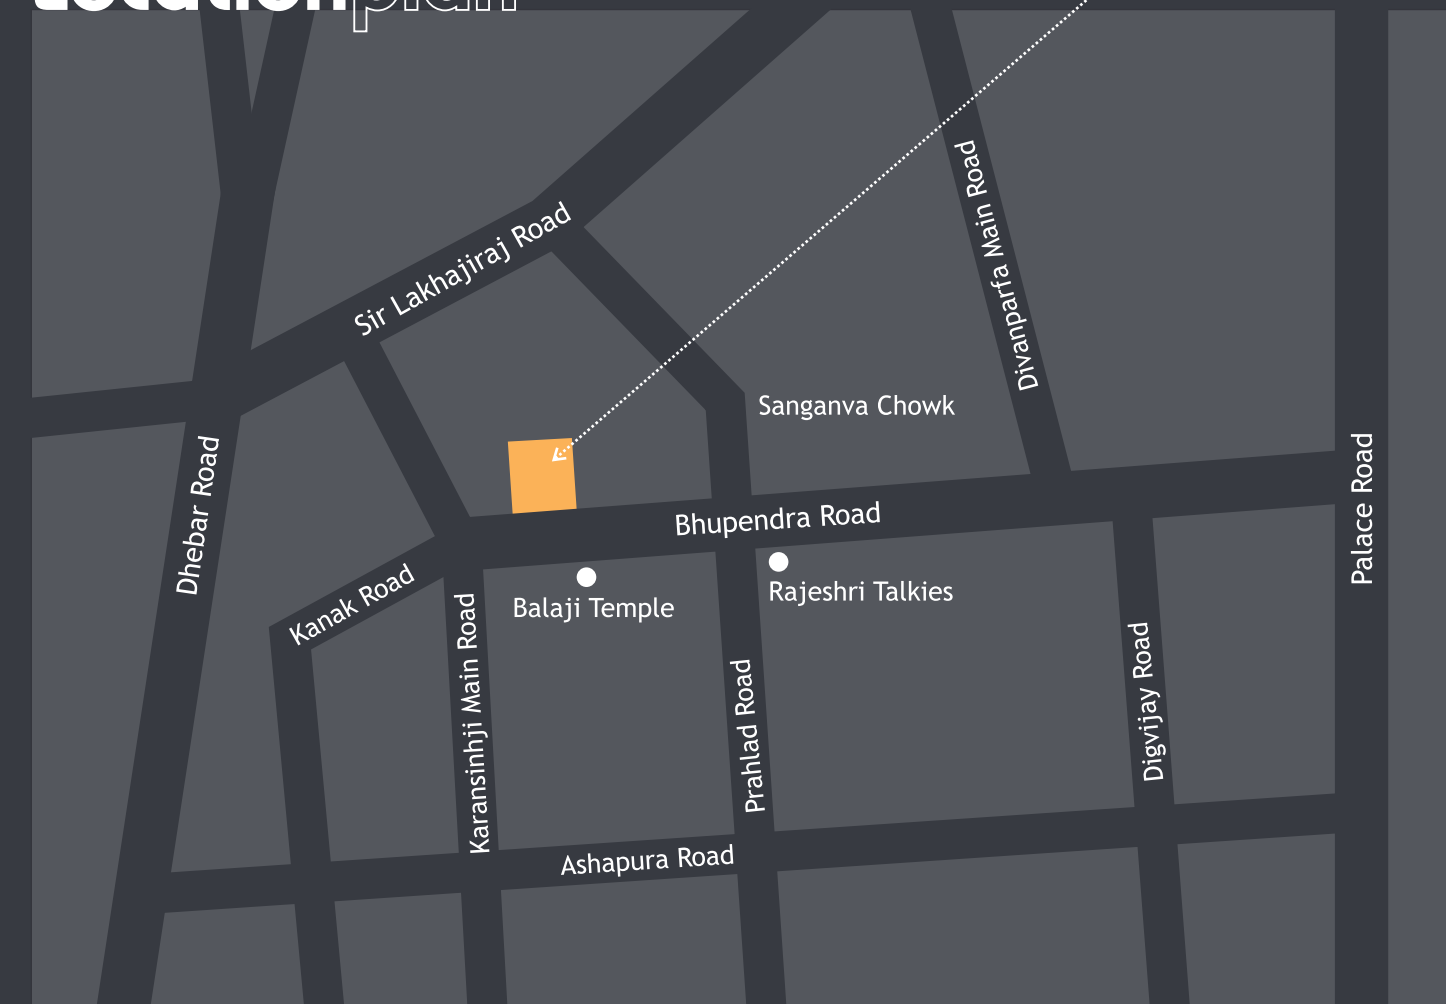 Locationplan
Divanparfa Main Road
Sir Lakhajiraj Road
Sanganva Chowk
Dhebar Road
Palace Road
Bhupendra Road
Kanak Road
Balaji Temple
Rajeshri Talkies
Karansinhji Main Road
Prahlad Road
Digvijay Road
Ashapura Road